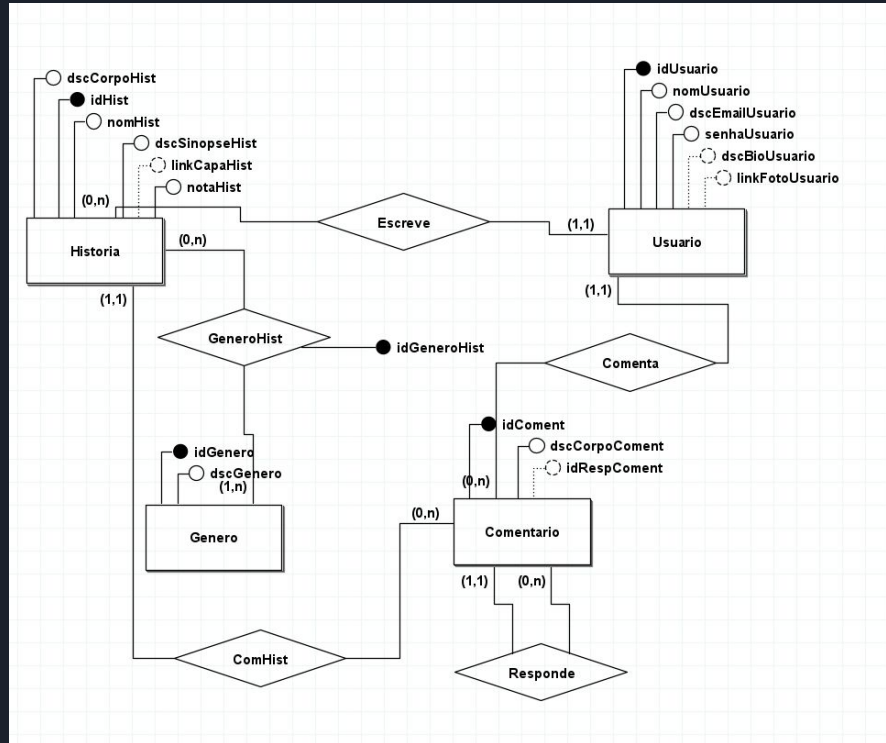 dscCorpoHist
idHist
nomHist
dscSinopseHist
linkCapaHist
notaHist
(0,n)
Historia
(0,n)
(1,1)
Escreve
idUsuario
nomUsuario
dscEmailUsuario
senhaUsuario
dscBioUsuario
linkFotoUsuario
(1,1)
Usuario
(1,1)
GeneroHist
idGeneroHist
Comenta
idGenero
dscGenero
(1,n)
Genero
idComent
dscCorpoComent
idRespComent
(0,n)
(0,n)
Comentario
(1,1)
(0,n)
ComHist
Responde